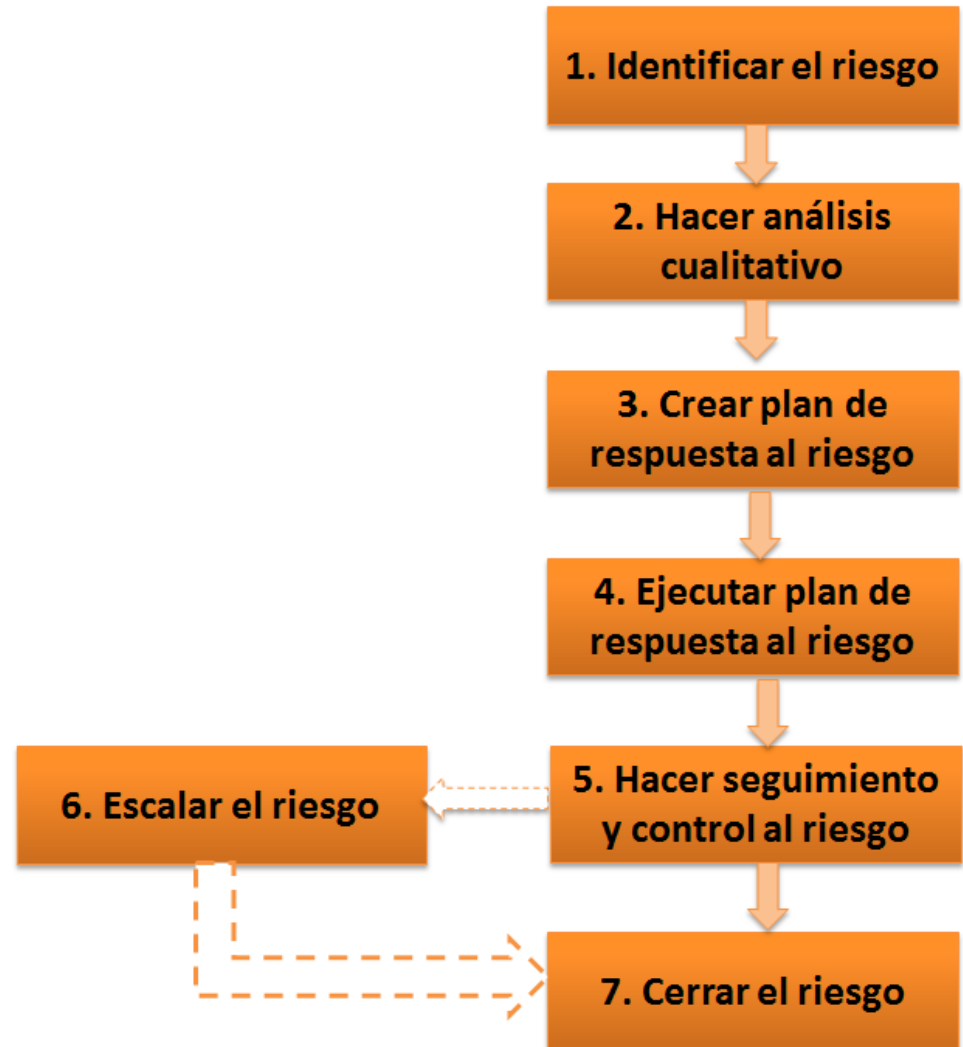 1. Identificar el riesgo
2. Hacer análisis
cualitativo
3. Crear plan de
respuesta al riesgo
4. Ejecutar plan de
respuesta al riesgo
5. Hacer seguimiento
y control al riesgo
6. Escalar el riesgo
7. Cerrar el riesgo